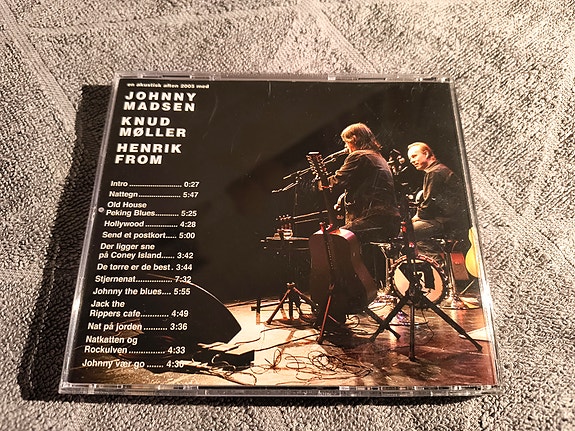 en akustisk aften 2005 med
JOHNNY
MADSEN
KNUD
MØLLER
HENRIK
FROM
Intro .......................... 0:27
Nattegn..................... 5:47
Old House
Peking Blues........... 5:25
Hollywood ................ 4:28
Send et postkort..... 5:00
Der ligger sne
på Coney Island...... 3:42
De tørre er de best . 3:44
Stjernenat................ 7:32
Johnny the blues.... 5:55
Jack the
Rippers cafe............. 4:49
Nat på jorden .......... 3:36
Natkatten og
Rockulven................ 4:33
Johnny vær go ....... 4:36